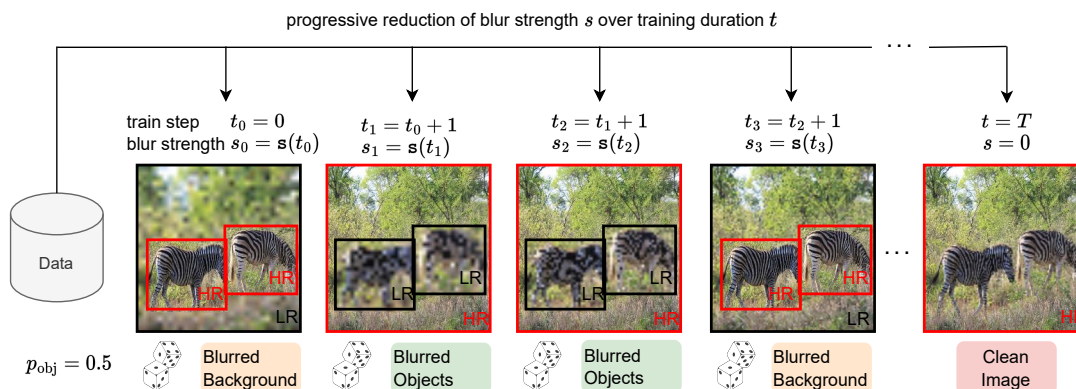 progressive reduction of blur strength s over training duration t
...
train step t₀ = 0
blur strength s₀ = s(t₀)
t₁ = t₀ + 1
s₁ = s(t₁)
t₂ = t₁ + 1
s₂ = s(t₂)
t₃ = t₂ + 1
s₃ = s(t₃)
t = T
s = 0
Data
HR
HR
LR
LR
LR
HR
LR
LR
HR
HR
HR
LR
...
HR
p_obj = 0.5
Blurred
Background
Blurred
Objects
Blurred
Objects
Blurred
Background
Clean
Image